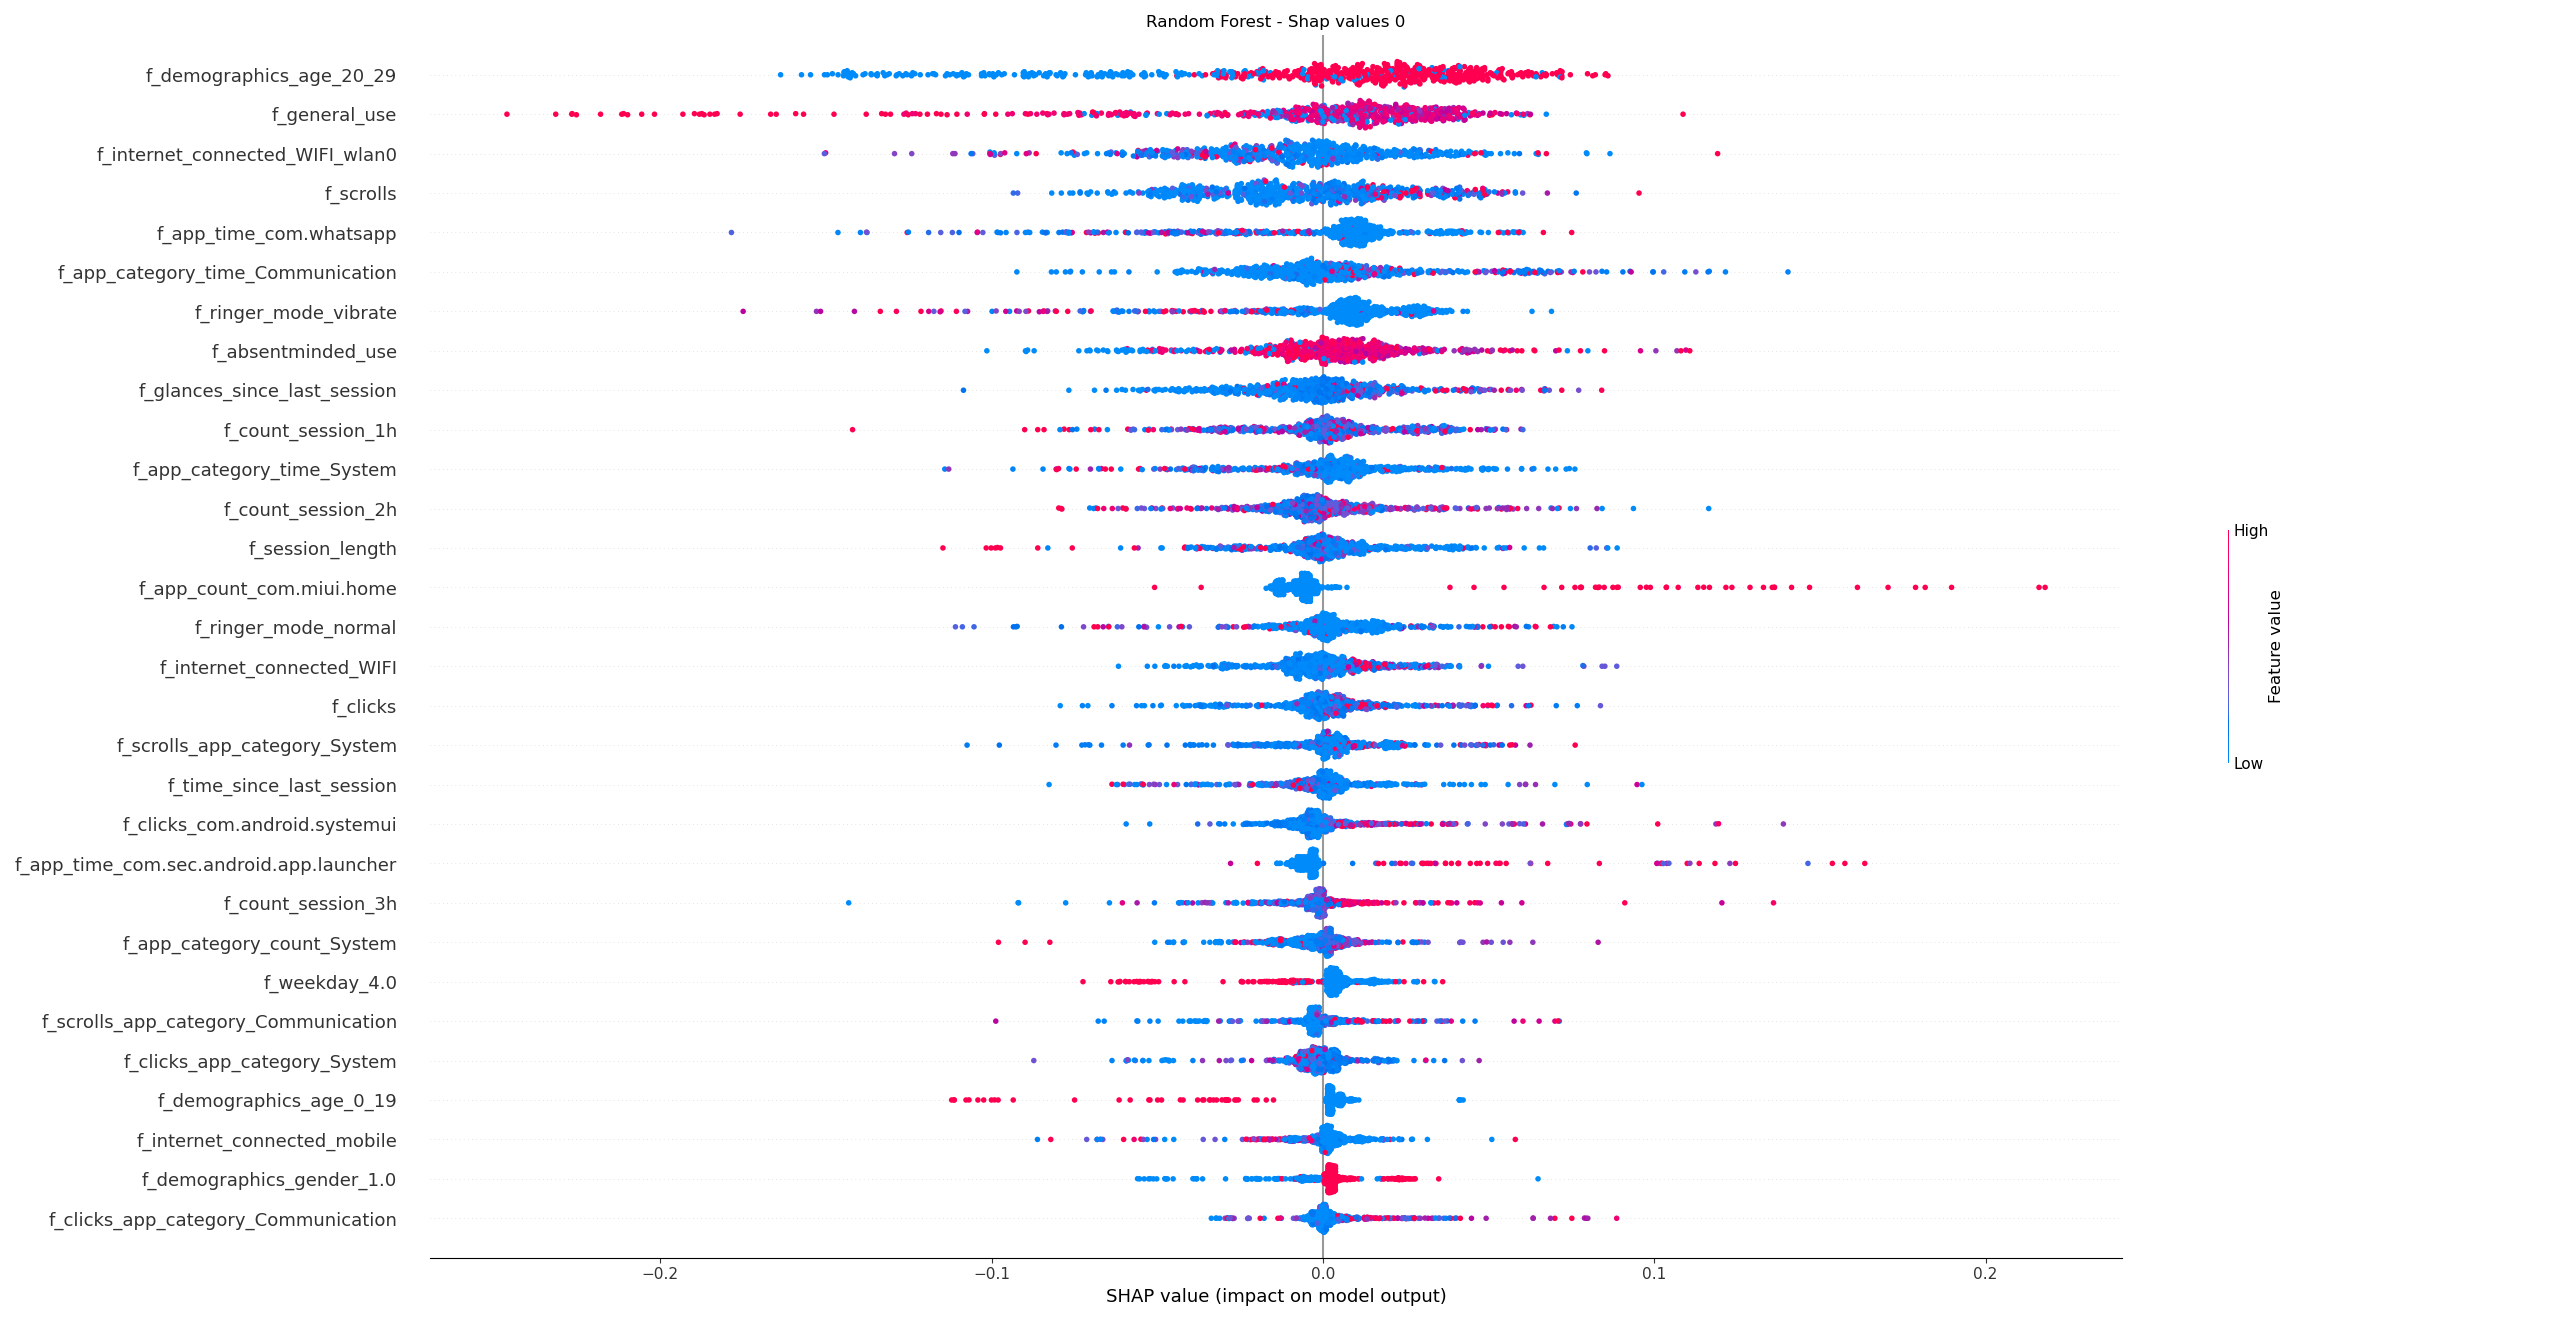 Random Forest - Shap values 0
f_demographics_age_20_29
f_general_use
f_internet_connected_WIFI_wlan0
f_scrolls
f_app_time_com.whatsapp
f_app_category_time_Communication
f_ringer_mode_vibrate
f_absentminded_use
f_glances_since_last_session
f_count_session_1h
f_app_category_time_System
f_count_session_2h
f_session_length
f_app_count_com.miui.home
f_ringer_mode_normal
f_internet_connected_WIFI
f_clicks
f_scrolls_app_category_System
f_time_since_last_session
f_clicks_com.android.systemui
f_app_time_com.sec.android.app.launcher
f_count_session_3h
f_app_category_count_System
f_weekday_4.0
f_scrolls_app_category_Communication
f_clicks_app_category_System
f_demographics_age_0_19
f_internet_connected_mobile
f_demographics_gender_1.0
f_clicks_app_category_Communication
−0.2 −0.1 0.0 0.1 0.2
SHAP value (impact on model output)
High
Feature value
Low